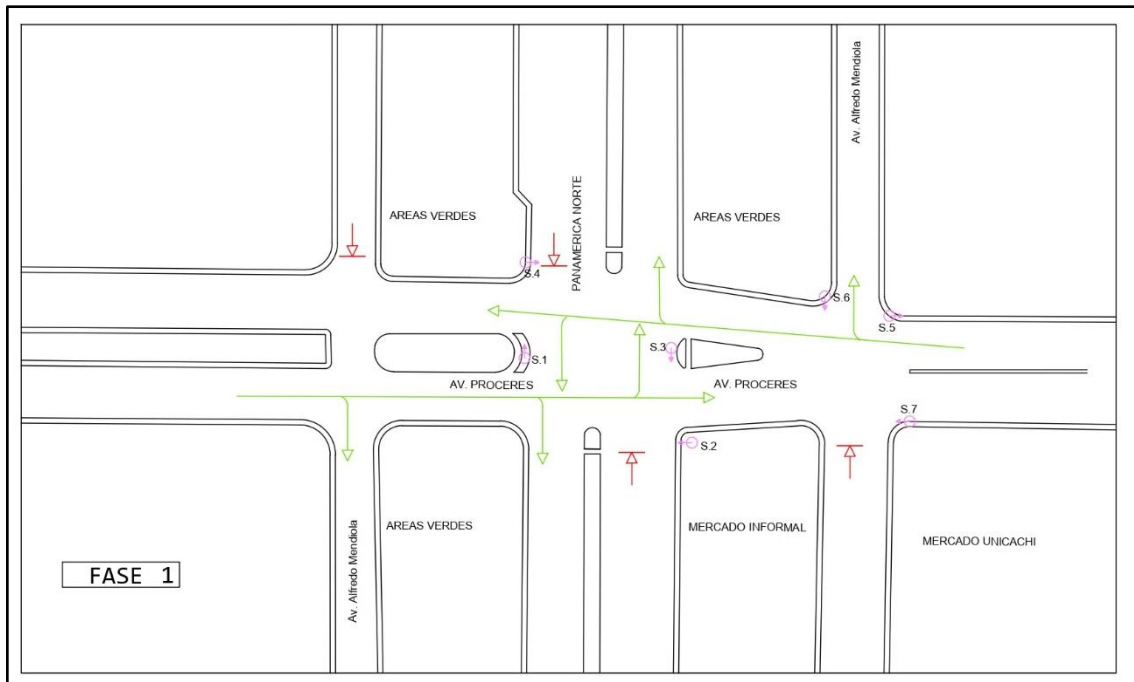 Av. Alfredo Mendiola
PANAMERICA NORTE
AREAS VERDES
AREAS VERDES
S.4
S.6
S.5
S.1
S.3
AV. PROCERES
AV. PROCERES
S.7
S.2
AREAS VERDES
MERCADO INFORMAL
MERCADO UNICACHI
Av. Alfredo Mendiola
FASE 1